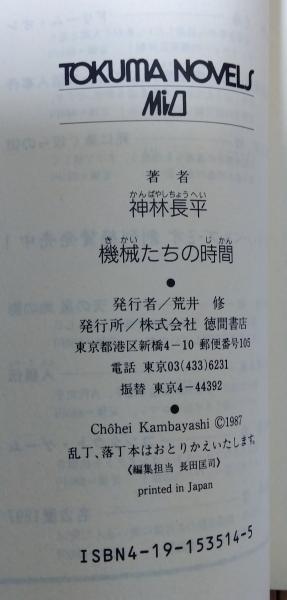 TOKUMA NOVELS
MiO
著者
かんばやしちょうへい
神林長平
きかい じかん
機械たちの時間
●
発行者/荒井 修
発行所/株式会社 徳間書店
東京都港区新橋4-10 郵便番号105
電話 東京03(433)6231
振替 東京4-44392
●
Chôhei Kambayashi ©1987
乱丁、落丁本はおとりかえいたします。
〈編集担当 長田匡司〉
printed in Japan
ISBN4-19-153514-5